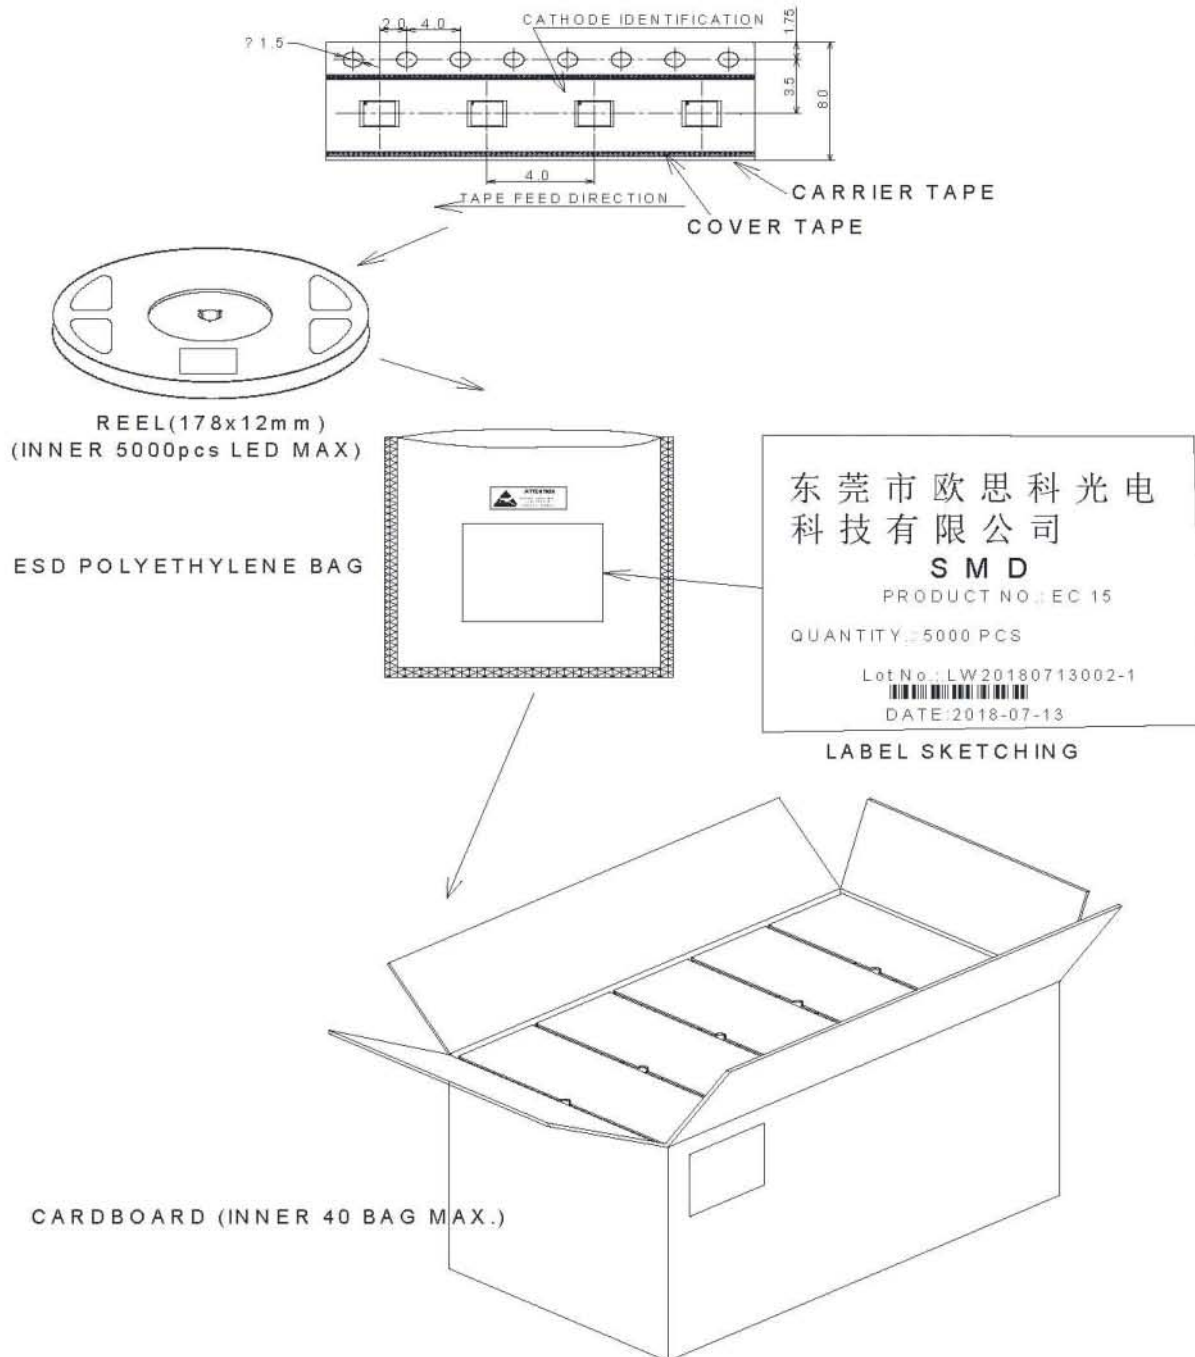 2.0
4.0
CATHODE IDENTIFICATION
1.75
? 1.5
3.5
8.0
4.0
TAPE FEED DIRECTION
CARRIER TAPE
COVER TAPE
REEL(178x12mm)
(INNER 5000pcs LED MAX)
ATTENTION
ESD POLYETHYLENE BAG
东莞市欧思科光电
科技有限公司
SMD
PRODUCT NO.: EC 15
QUANTITY.: 5000 PCS
Lot No.: LW20180713002-1
DATE:2018-07-13
LABEL SKETCHING
CARDBOARD (INNER 40 BAG MAX.)